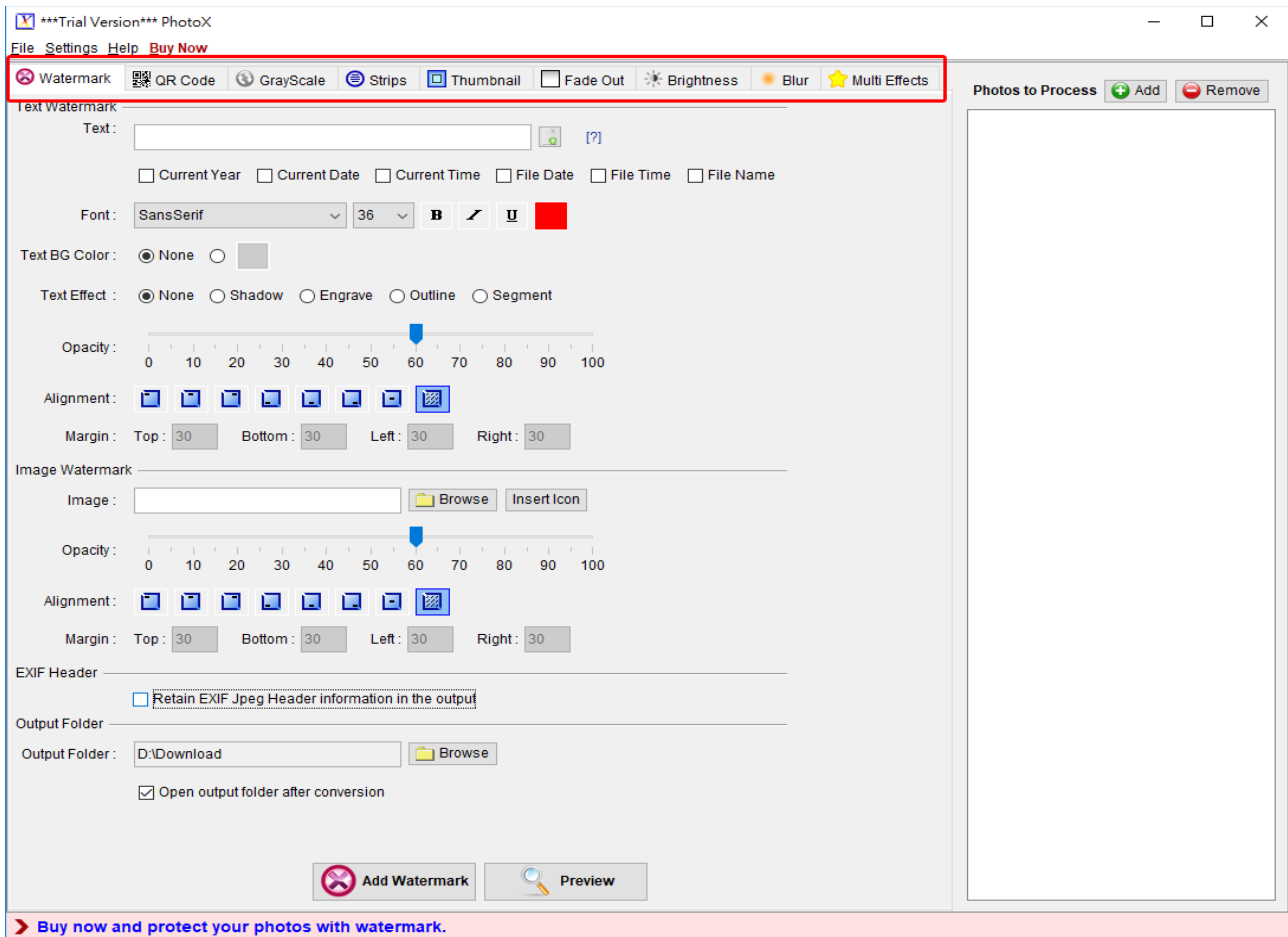 ***Trial Version*** PhotoX
File Settings Help Buy Now
Watermark QR Code GrayScale Strips Thumbnail Fade Out Brightness Blur Multi Effects
Photos to Process Add Remove
Text Watermark
Text : [?]
Current Year Current Date Current Time File Date File Time File Name
Font : SansSerif 36 B I U
Text BG Color : None
Text Effect : None Shadow Engrave Outline Segment
Opacity :
0 10 20 30 40 50 60 70 80 90 100
Alignment :
Margin : Top : 30 Bottom : 30 Left : 30 Right : 30
Image Watermark
Image : Browse Insert Icon
Opacity :
0 10 20 30 40 50 60 70 80 90 100
Alignment :
Margin : Top : 30 Bottom : 30 Left : 30 Right : 30
EXIF Header
Retain EXIF Jpeg Header information in the output
Output Folder
Output Folder : D:\Download Browse
Open output folder after conversion
Add Watermark Preview
Buy now and protect your photos with watermark.